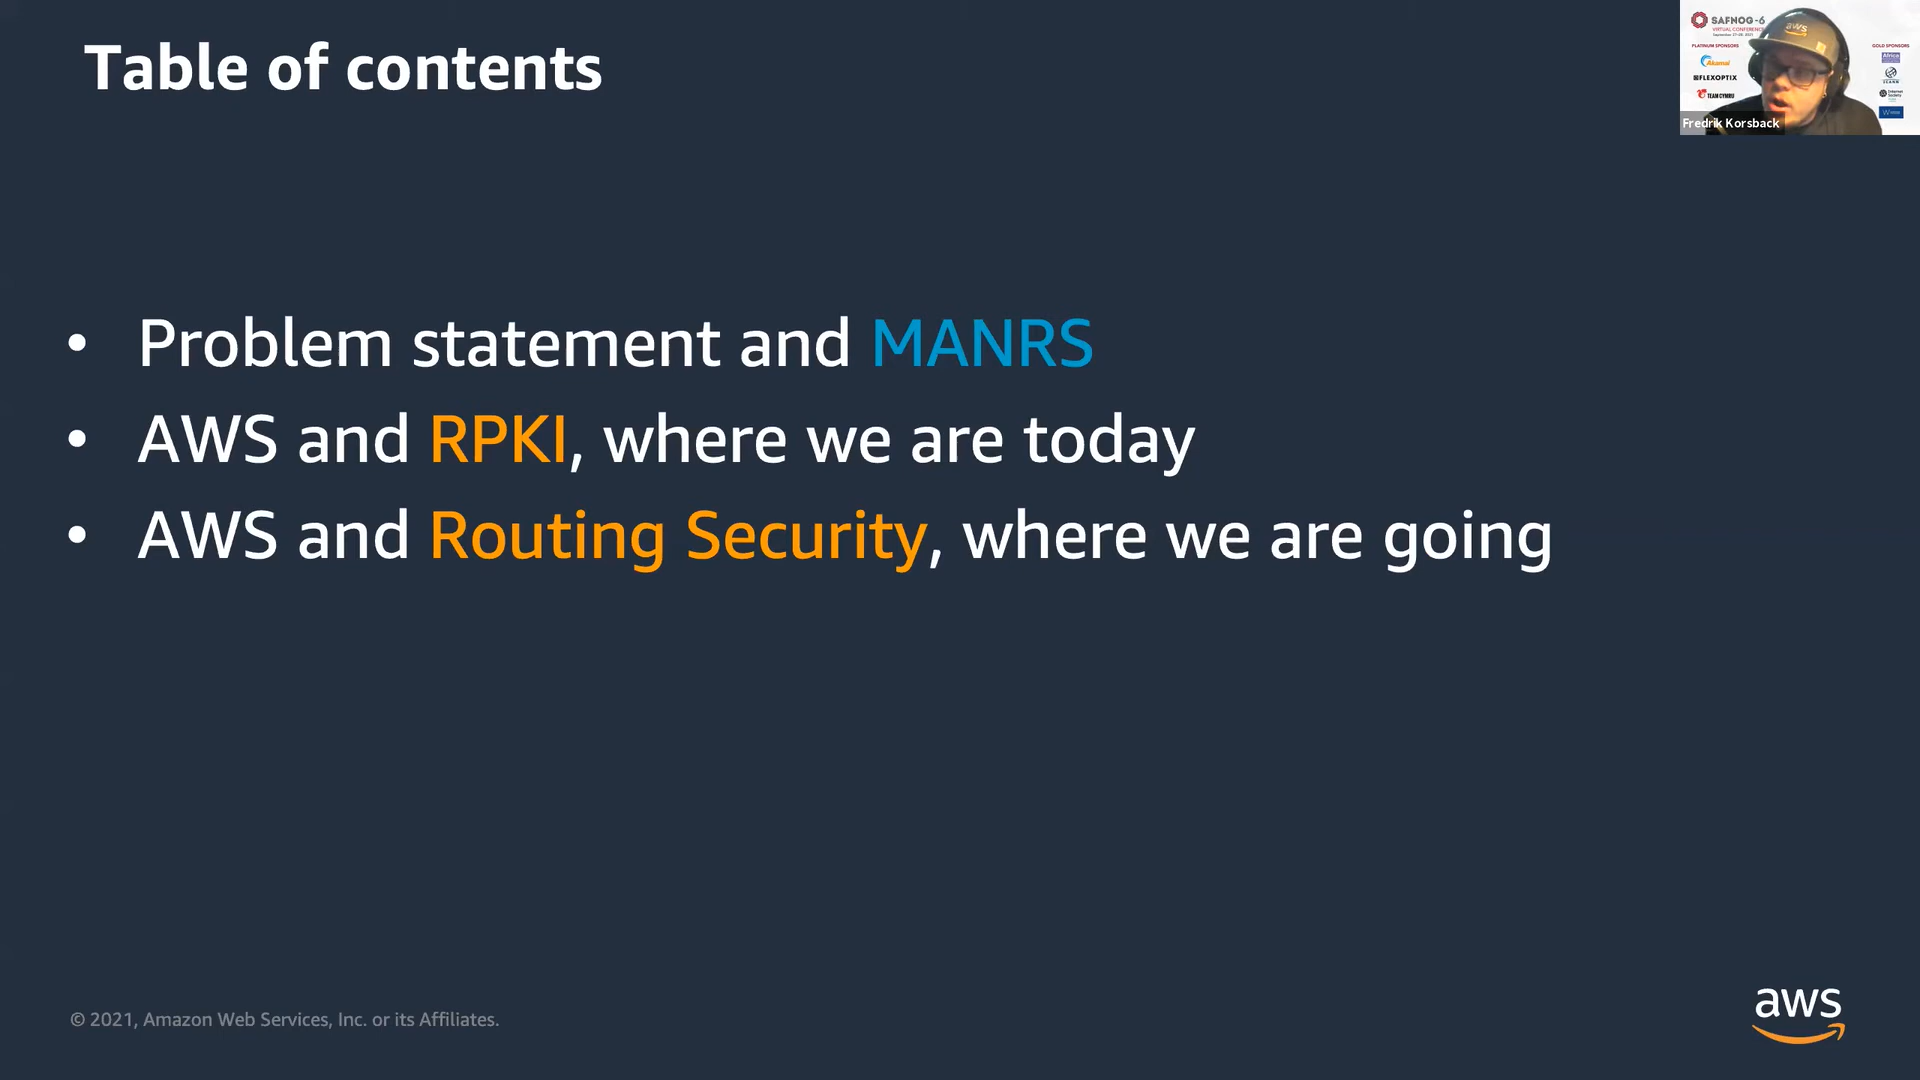 Table of contents
• Problem statement and MANRS
• AWS and RPKI, where we are today
• AWS and Routing Security, where we are going
© 2021, Amazon Web Services, Inc. or its Affiliates.
aws
SAFNOG-6
VIRTUAL CONFERENCE
PLATINUM SPONSORS
GOLD SPONSORS
aws
Akamai
FLEXOPTIX
TEAM CYMRU
Internet Society
Fredrik Korsback